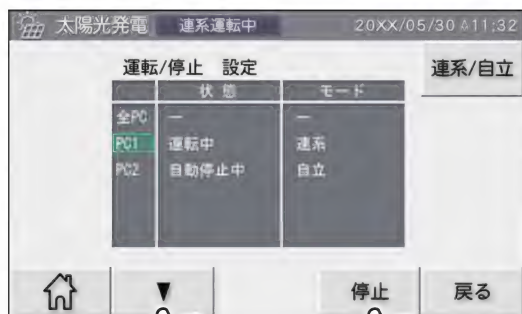 太陽光発電 連系運転中 20XX/05/30 11:32
運転/停止 設定 連系/自立
状態 モード
全PC — —
PC1 運転中 連系
PC2 自動停止中 自立
▼ 停止 戻る